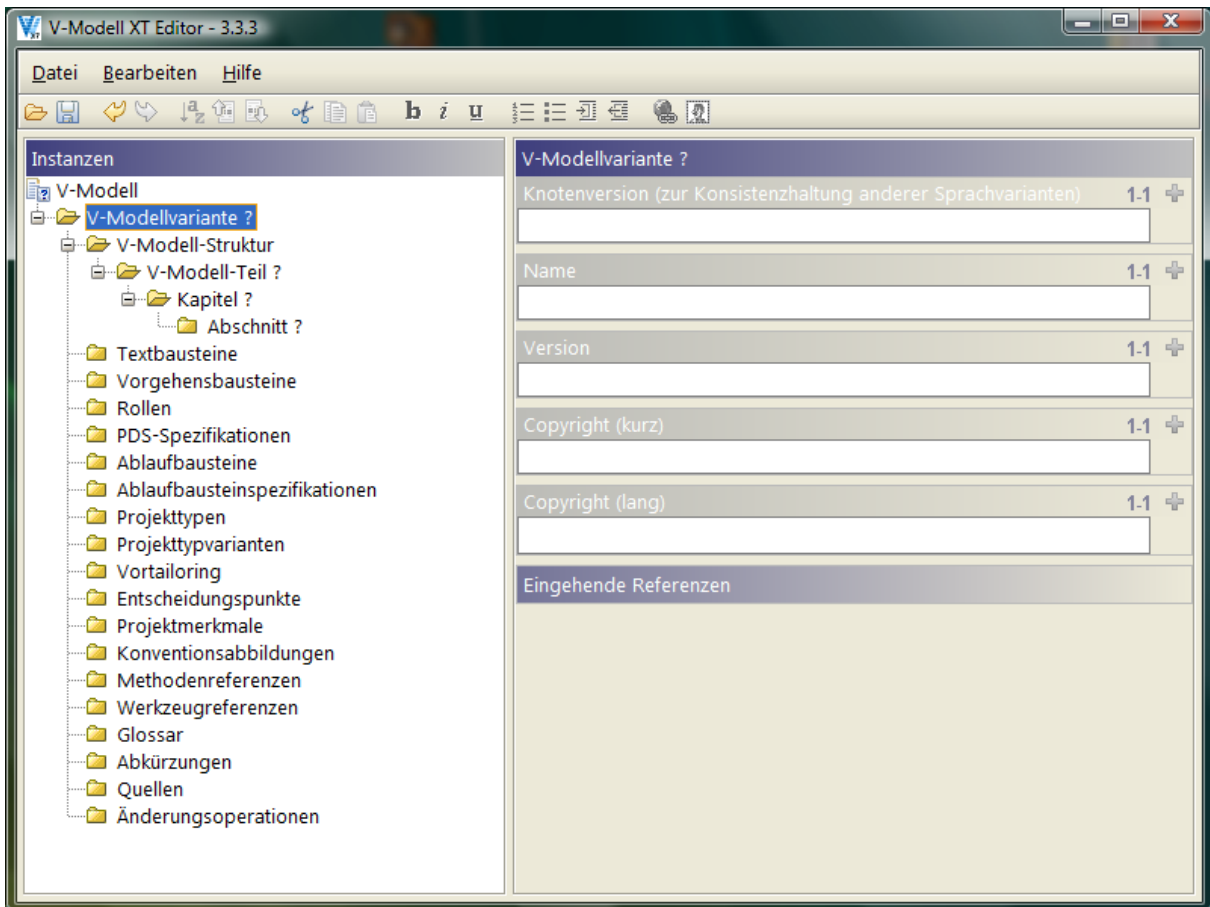 V-Modell XT Editor - 3.3.3
Datei Bearbeiten Hilfe
b i u
Instanzen
V-Modell
V-Modellvariante ?
V-Modell-Struktur
V-Modell-Teil ?
Kapitel ?
Abschnitt ?
Textbausteine
Vorgehensbausteine
Rollen
PDS-Spezifikationen
Ablaufbausteine
Ablaufbausteinspezifikationen
Projekttypen
Projekttypvarianten
Vortailoring
Entscheidungspunkte
Projektmerkmale
Konventionsabbildungen
Methodenreferenzen
Werkzeugreferenzen
Glossar
Abkürzungen
Quellen
Änderungsoperationen
V-Modellvariante ?
Knotenversion (zur Konsistenzhaltung anderer Sprachvarianten) 1-1
Name 1-1
Version 1-1
Copyright (kurz) 1-1
Copyright (lang) 1-1
Eingehende Referenzen